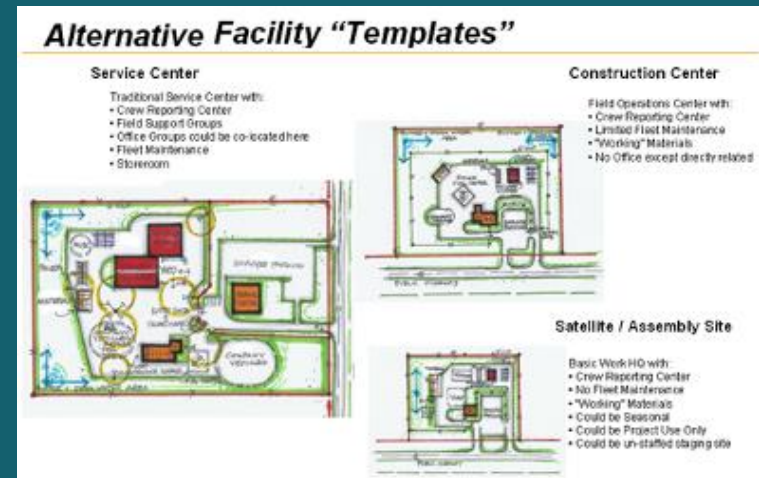 Alternative Facility “Templates”
Service Center
Traditional Service Center with:
• Crew Reporting Center
• Field Support Groups
• Office Groups could be co-located here
• Fleet Maintenance
• Storeroom
Construction Center
Field Operations Center with:
• Crew Reporting Center
• Limited Fleet Maintenance
• "Working" Materials
• No Office except directly related
Satellite / Assembly Site
Basic Work HQ with:
• Crew Reporting Center
• No Fleet Maintenance
• "Working" Materials
• Could be Seasonal
• Could be Project Use Only
• Could be un-staffed staging site
COMPANY